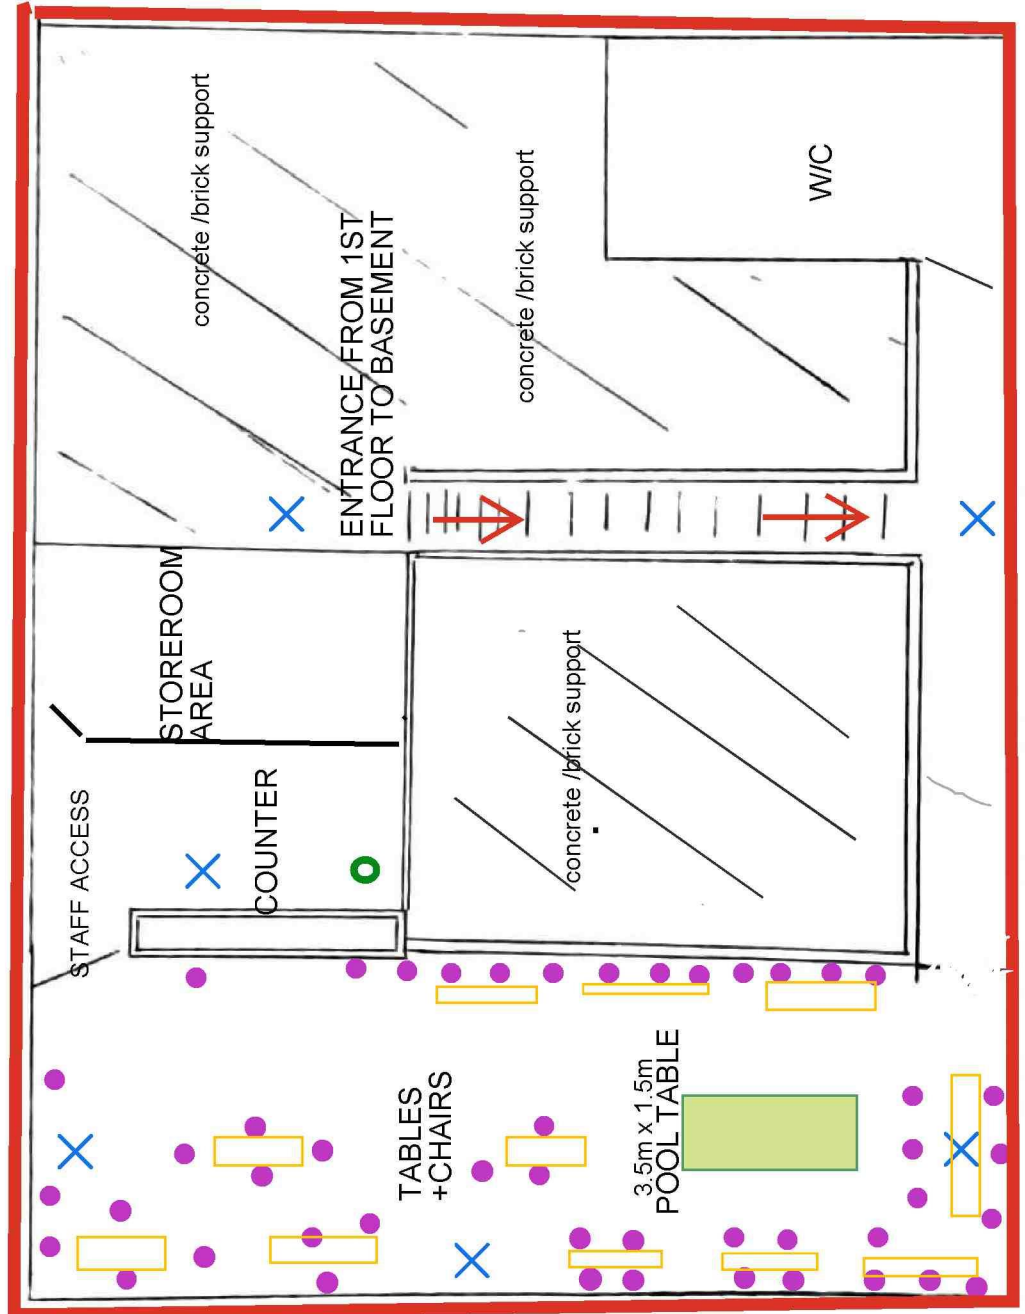 concrete /brick support
ENTRANCE FROM 1ST
FLOOR TO BASEMENT
concrete /brick support
W/C
STOREROOM
AREA
concrete /brick support
STAFF ACCESS
COUNTER
O
TABLES
+CHAIRS
3.5m x 1.5m
POOL TABLE